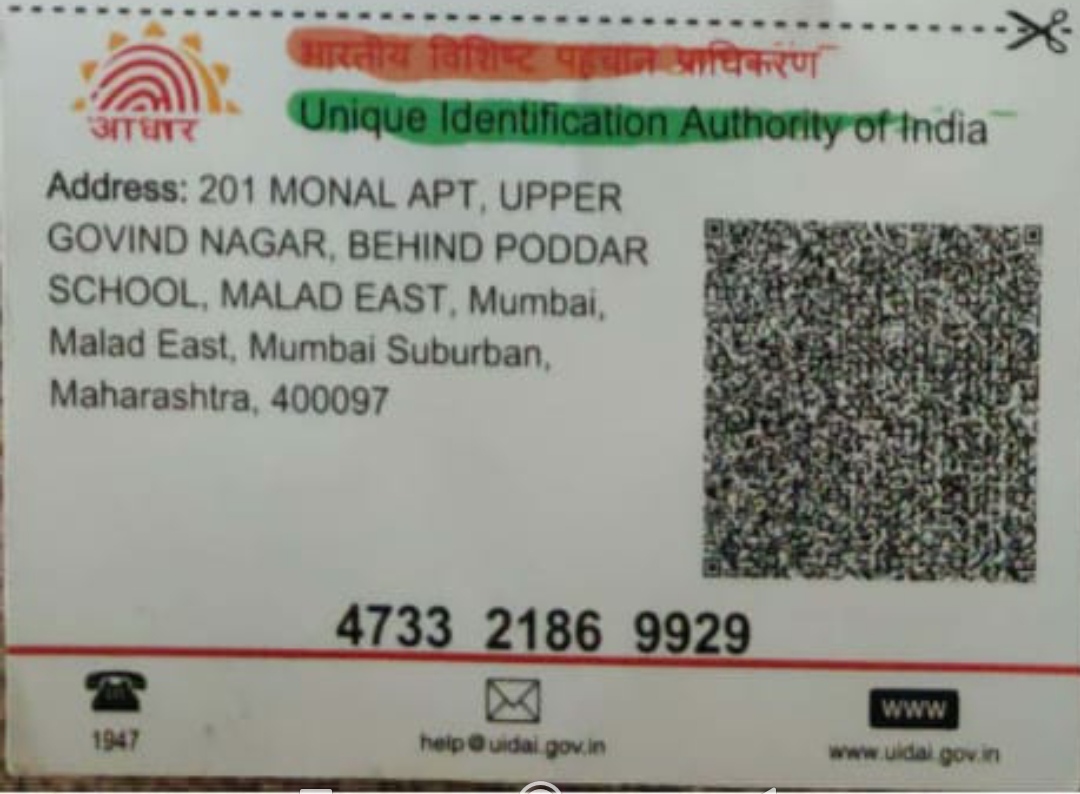 भारतीय विशिष्ट पहचान प्राधिकरण
आधार
Unique Identification Authority of India
Address: 201 MONAL APT, UPPER
GOVIND NAGAR, BEHIND PODDAR
SCHOOL, MALAD EAST, Mumbai,
Malad East, Mumbai Suburban,
Maharashtra, 400097
4733 2186 9929
1947
help@uidai.gov.in
www
www.uidai.gov.in